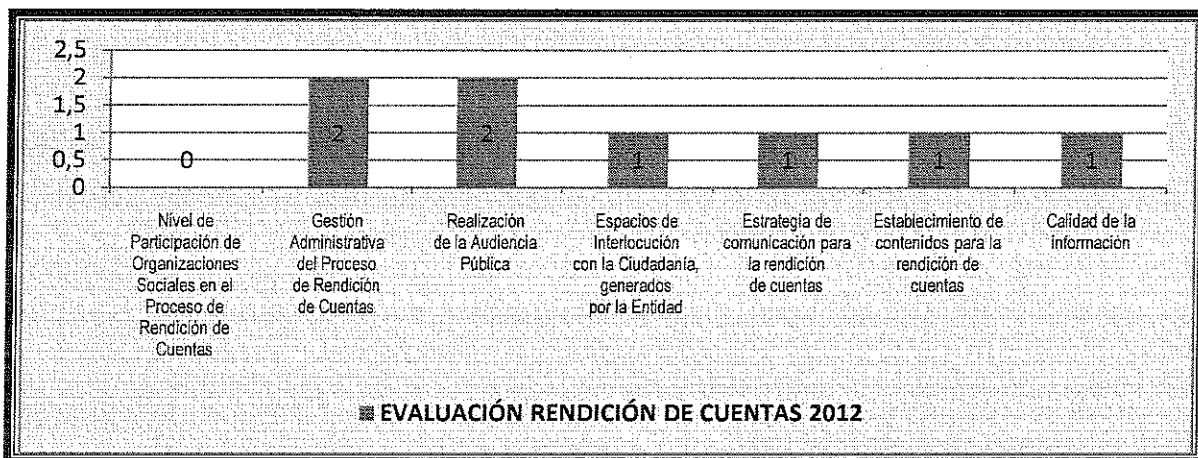 2,5
2
1,5
1
0,5
0
0
2
2
1
1
1
1
Nivel de
Participación de
Organizaciones
Sociales en el
Proceso de
Rendición de
Cuentas
Gestión
Administrativa
del Proceso
de Rendición
de Cuentas
Realización
de la Audiencia
Pública
Espacios de
Interlocución
con la Ciudadanía,
generados
por la Entidad
Estrategia de
comunicación para
la rendición
de cuentas
Establecimiento de
contenidos para la
rendición de
cuentas
Calidad de la
información
EVALUACIÓN RENDICIÓN DE CUENTAS 2012